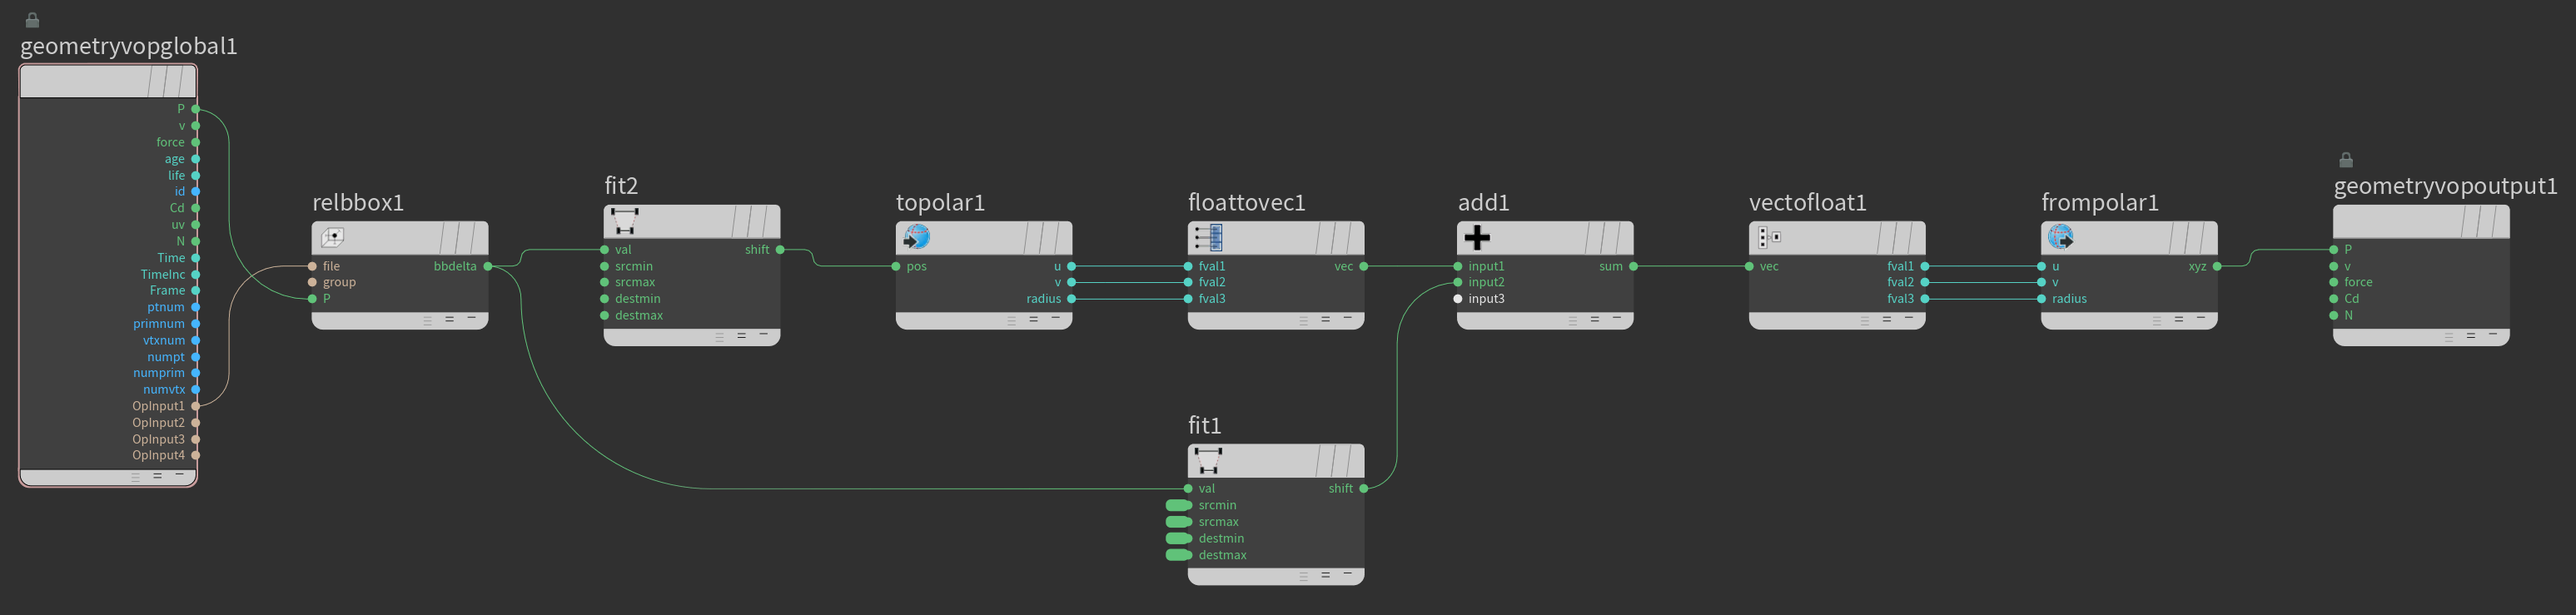 geometryvopglobal1
P
v
force
age
life
id
Cd
uv
N
Time
TimeInc
Frame
ptnum
primnum
vtxnum
numpt
numprim
numvtx
OpInput1
OpInput2
OpInput3
OpInput4
relbbox1
file
group
P
bbdelta
fit2
val
srcmin
srcmax
destmin
destmax
shift
topolar1
pos
u
v
radius
floattovec1
fval1
fval2
fval3
vec
fit1
val
srcmin
srcmax
destmin
destmax
shift
add1
input1
input2
input3
sum
vectofloat1
vec
fval1
fval2
fval3
frompolar1
u
v
radius
xyz
geometryvopoutput1
P
v
force
Cd
N